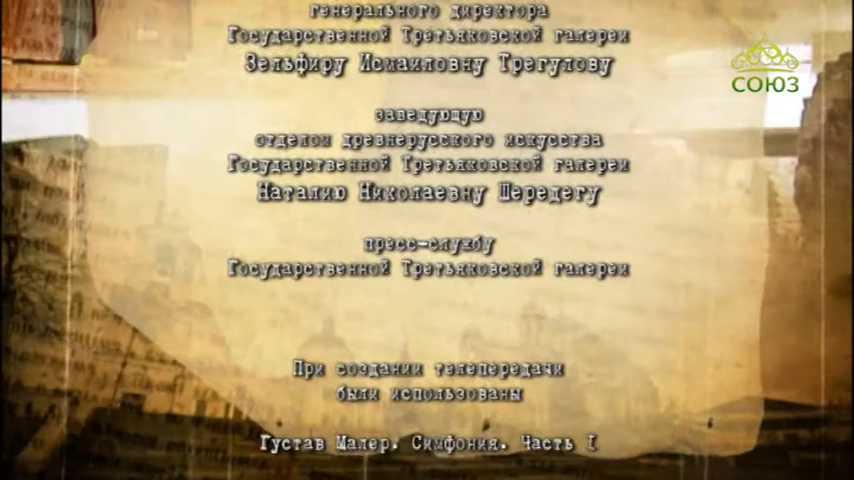 генерального директора
Государственной Третьяковской галереи
Зельфиру Исмаиловну Трегулову
СОЮЗ
заведующую
отделом древнерусского искусства
Государственной Третьяковской галереи
Наталию Николаевну Шередегу
пресс-службу
Государственной Третьяковской галереи
При создании телепередачи
были использованы
Густав Малер. Симфония. Часть I